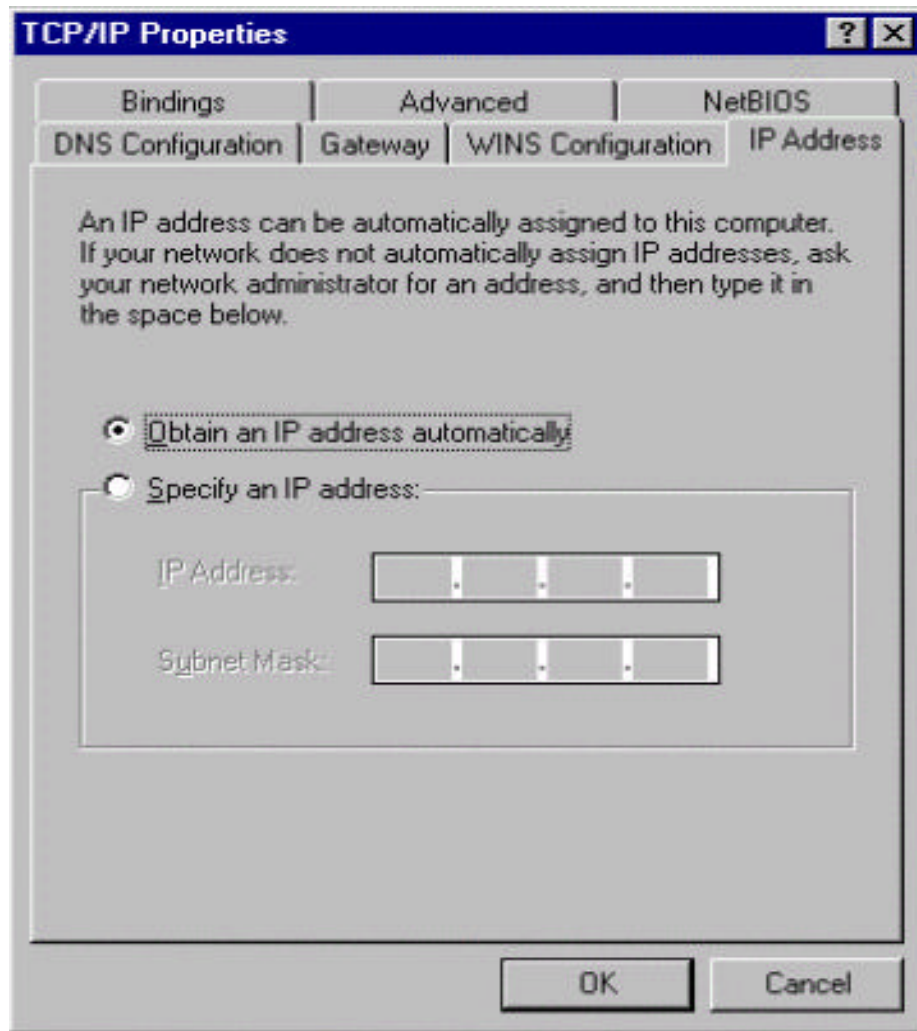 TCP/IP Properties
Bindings
Advanced
NetBIOS
DNS Configuration
Gateway
WINS Configuration
IP Address
An IP address can be automatically assigned to this computer.
If your network does not automatically assign IP addresses, ask
your network administrator for an address, and then type it in
the space below.
Obtain an IP address automatically
Specify an IP address:
IP Address:
Subnet Mask:
OK
Cancel